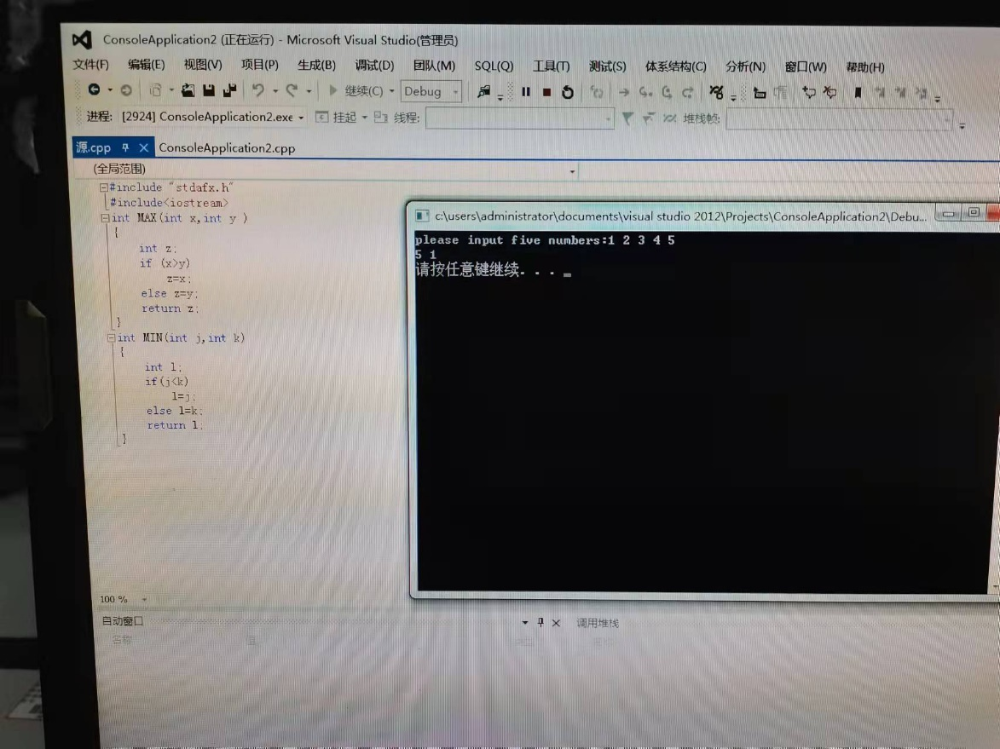 ConsoleApplication2 (正在运行) - Microsoft Visual Studio(管理员)
文件(F) 编辑(E) 视图(V) 项目(P) 生成(B) 调试(D) 团队(M) SQL(Q) 工具(T) 测试(S) 体系结构(C) 分析(N) 窗口(W) 帮助(H)
继续(C) Debug
进程: [2924] ConsoleApplication2.exe 挂起 线程: 堆栈帧:
源.cpp ConsoleApplication2.cpp
(全局范围)
#include "stdafx.h"
#include<iostream>
int MAX(int x,int y )
{
int z;
if (x>y)
z=x;
else z=y;
return z;
}
int MIN(int j,int k)
{
int l;
if(j<k)
l=j;
else l=k;
return l;
}
c:\users\administrator\documents\visual studio 2012\Projects\ConsoleApplication2\Debu...
please input five numbers:1 2 3 4 5
5 1
请按任意键继续. . .
100 %
自动窗口 调用堆栈
名称